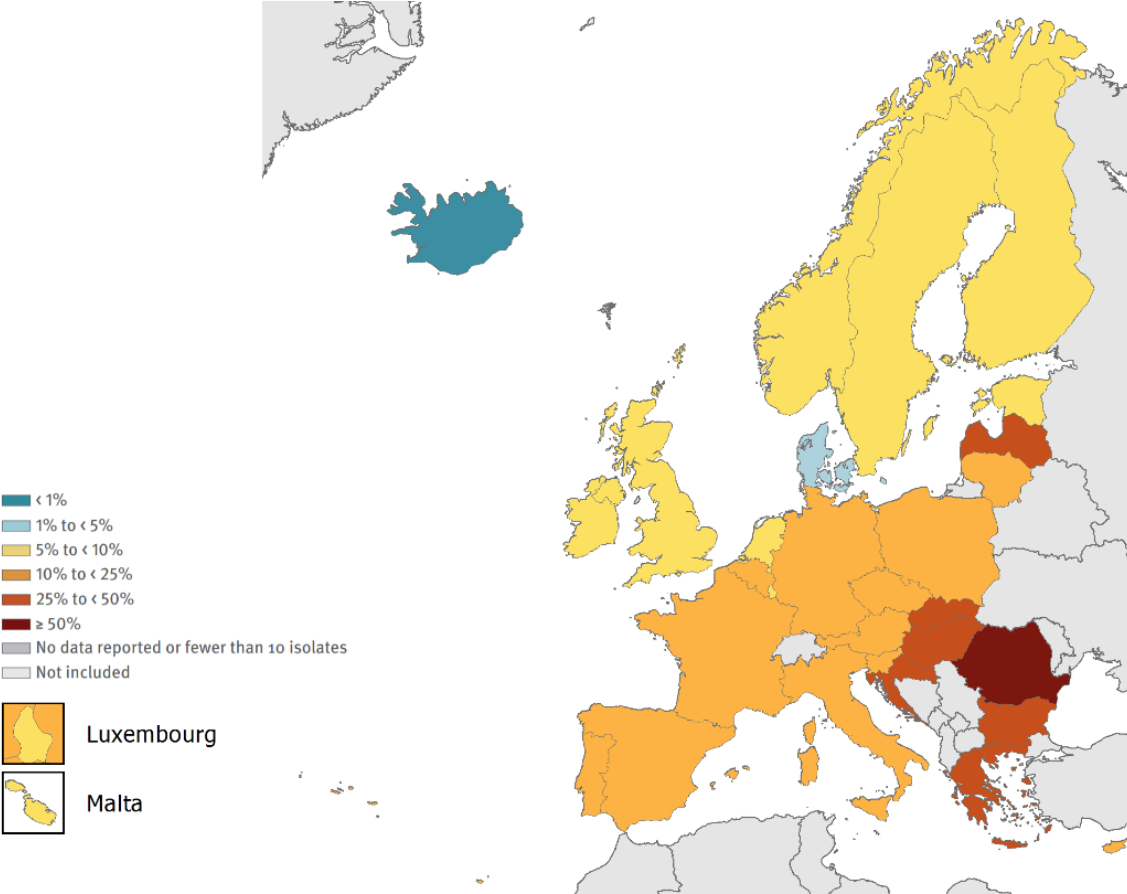 < 1%
1% to < 5%
5% to < 10%
10% to < 25%
25% to < 50%
≥ 50%
No data reported or fewer than 10 isolates
Not included
Luxembourg
Malta